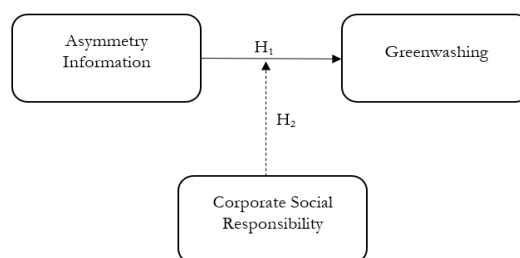 Asymmetry
Information
H₁
Greenwashing
H₂
Corporate Social
Responsibility